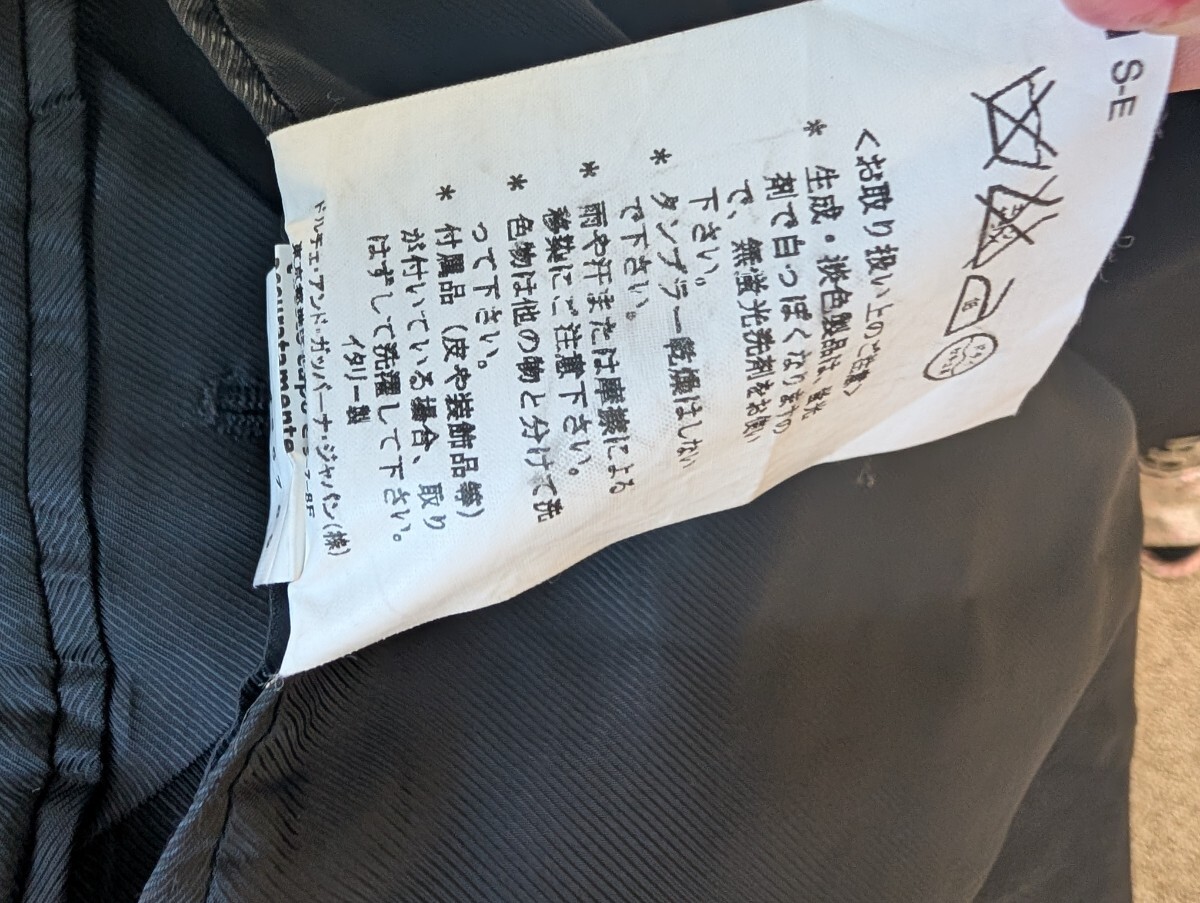 S-E
<お取り扱い上のご注意>
* 生成・淡色製品は、蛍光
剤で白っぽくなりますの
で、無蛍光洗剤をお使い
下さい。
* タンブラー乾燥はしない
で下さい。
* 雨や汗または摩擦による
移染にご注意下さい。
* 色物は他の物と分けて洗
って下さい。
* 付属品(皮や装飾品等)
が付いている場合、取り
はずして洗濯して下さい。
イタリー製
ドルチェ・アンド・ガッバーナ・ジャパン(株)